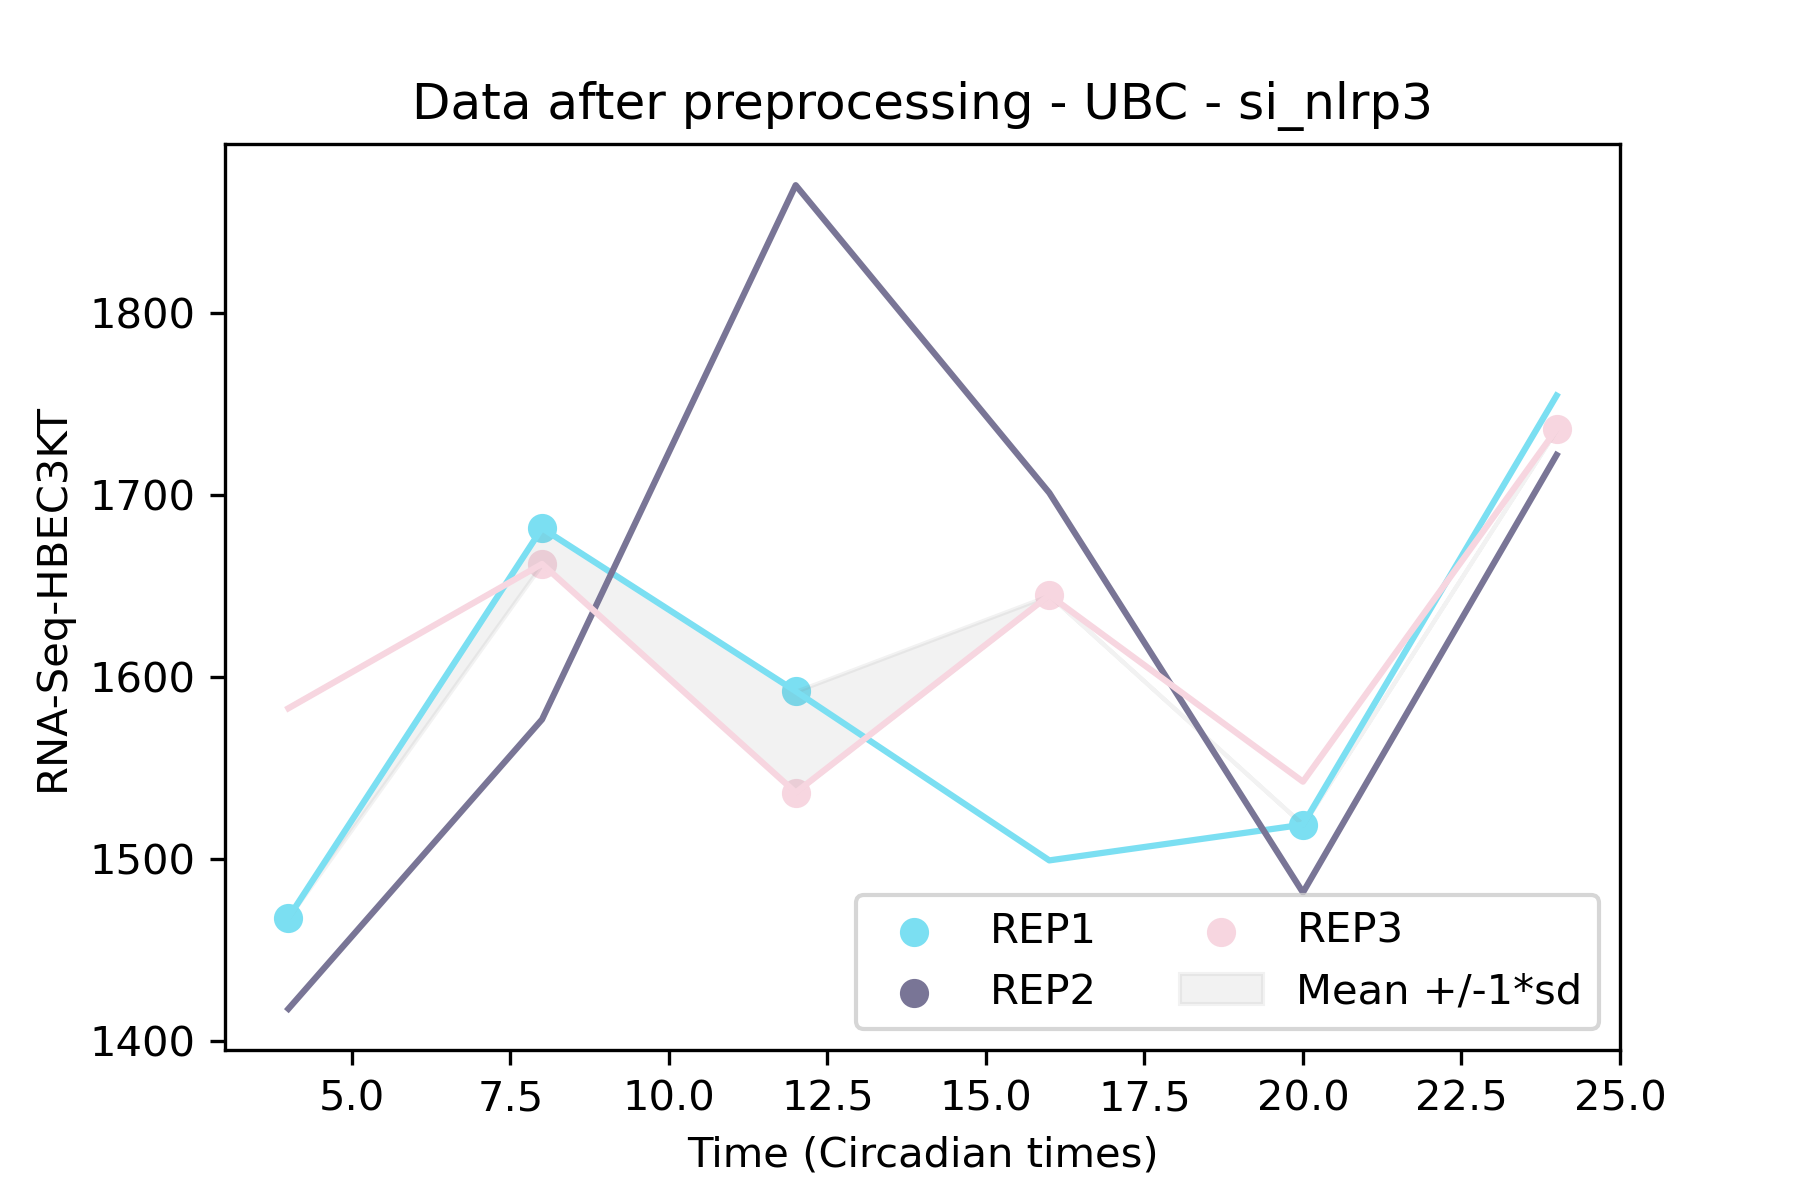 Data after preprocessing - UBC - si_nlrp3
RNA-Seq-HBEC3KT
1800
1700
1600
1500
1400
REP1
REP2
REP3
Mean +/-1*sd
5.0 7.5 10.0 12.5 15.0 17.5 20.0 22.5 25.0
Time (Circadian times)